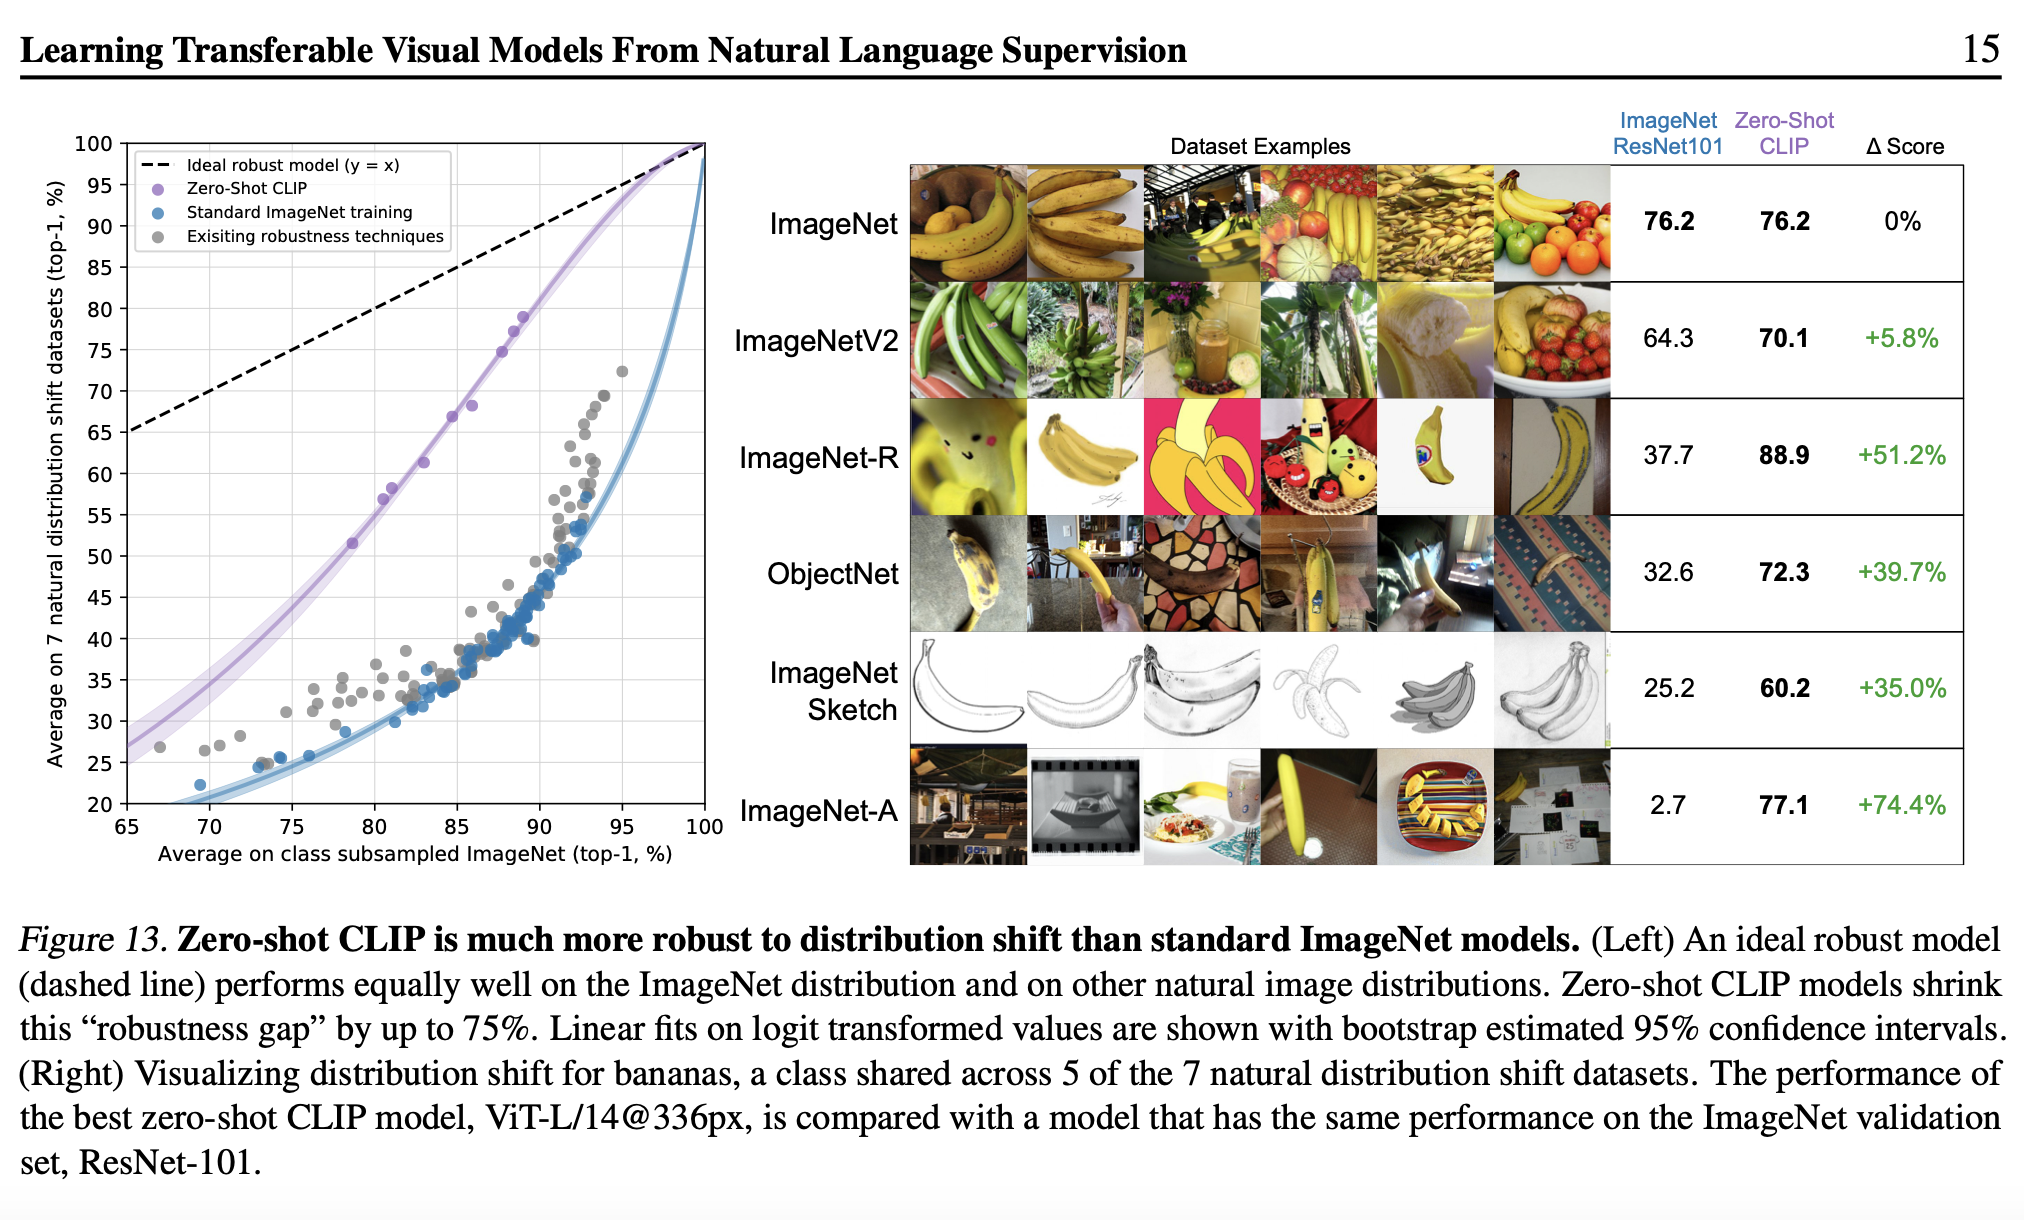 Learning Transferable Visual Models From Natural Language Supervision 15
100
95
90
85
80
75
70
65
60
55
50
45
40
35
30
25
20
Average on 7 natural distribution shift datasets (top-1, %)
Ideal robust model (y = x)
Zero-Shot CLIP
Standard ImageNet training
Exisiting robustness techniques
65 70 75 80 85 90 95 100
Average on class subsampled ImageNet (top-1, %)
Dataset Examples
ImageNet
ResNet101
Zero-Shot
CLIP
Δ Score
ImageNet 76.2 76.2 0%
ImageNetV2 64.3 70.1 +5.8%
ImageNet-R 37.7 88.9 +51.2%
ObjectNet 32.6 72.3 +39.7%
ImageNet
Sketch 25.2 60.2 +35.0%
ImageNet-A 2.7 77.1 +74.4%
Figure 13. Zero-shot CLIP is much more robust to distribution shift than standard ImageNet models. (Left) An ideal robust model
(dashed line) performs equally well on the ImageNet distribution and on other natural image distributions. Zero-shot CLIP models shrink
this “robustness gap” by up to 75%. Linear fits on logit transformed values are shown with bootstrap estimated 95% confidence intervals.
(Right) Visualizing distribution shift for bananas, a class shared across 5 of the 7 natural distribution shift datasets. The performance of
the best zero-shot CLIP model, ViT-L/14@336px, is compared with a model that has the same performance on the ImageNet validation
set, ResNet-101.